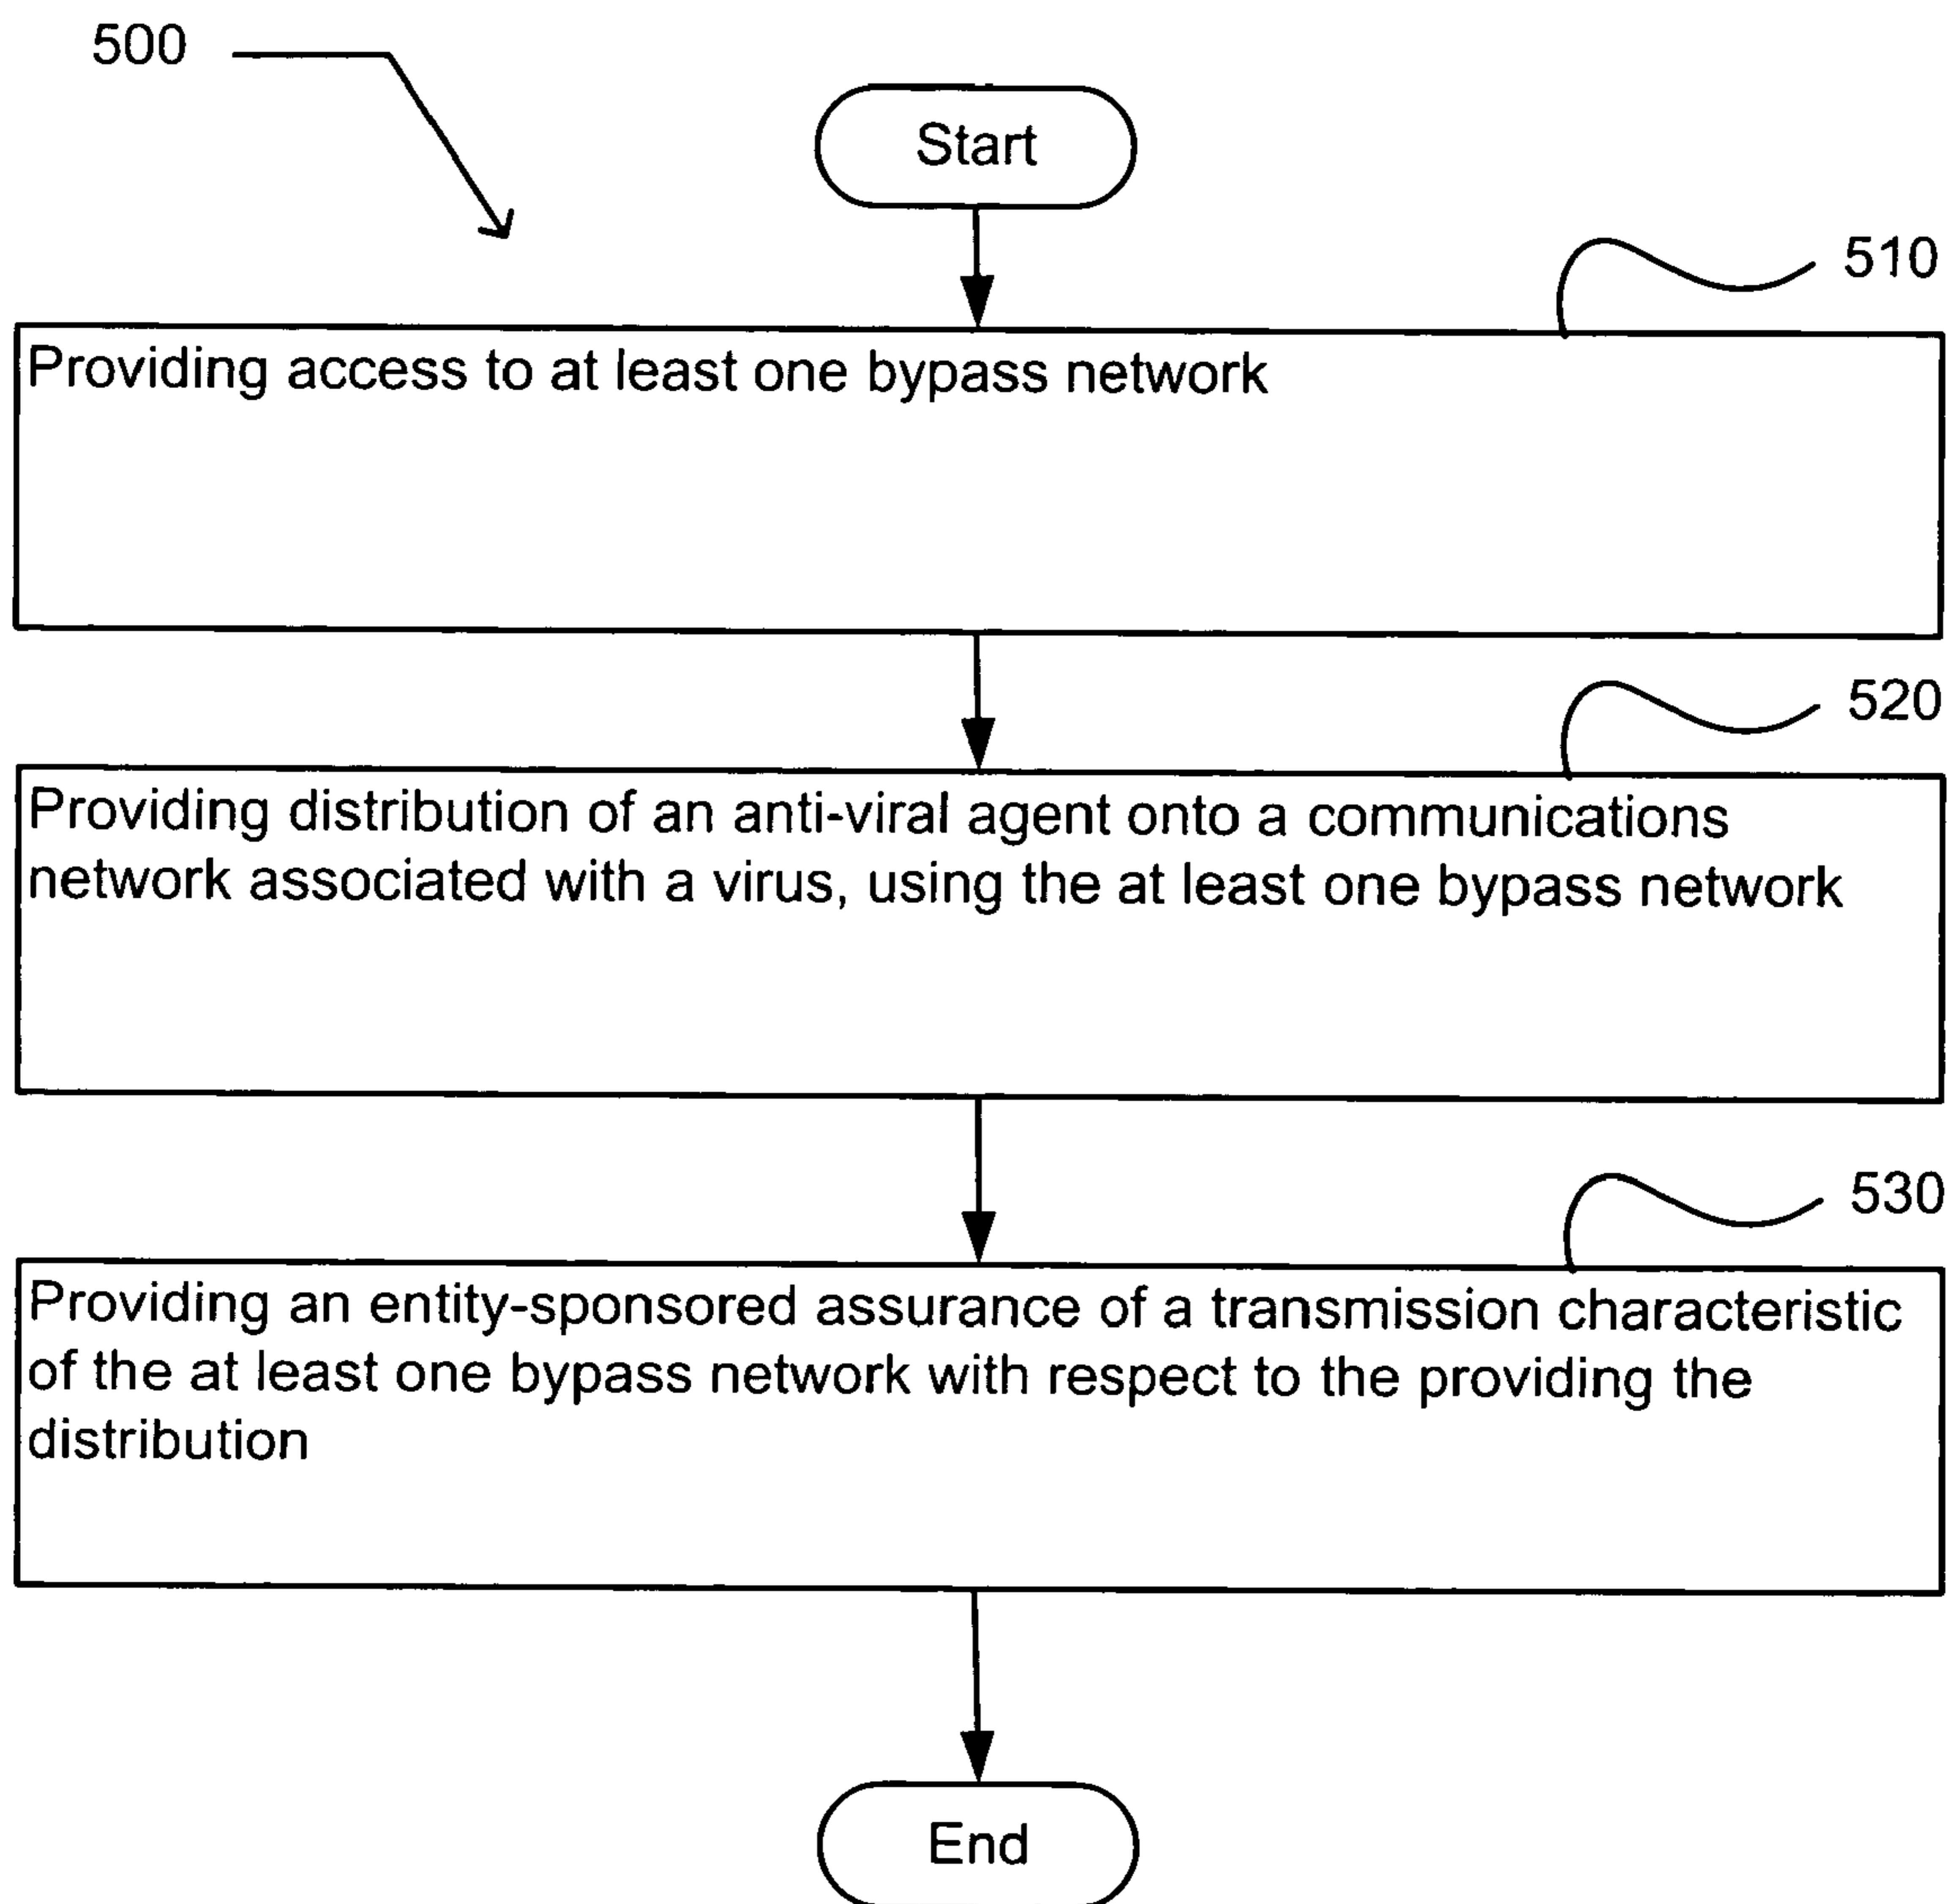 500
Start
510
Providing access to at least one bypass network
520
Providing distribution of an anti-viral agent onto a communications
network associated with a virus, using the at least one bypass network
530
Providing an entity-sponsored assurance of a transmission characteristic
of the at least one bypass network with respect to the providing the
distribution
End